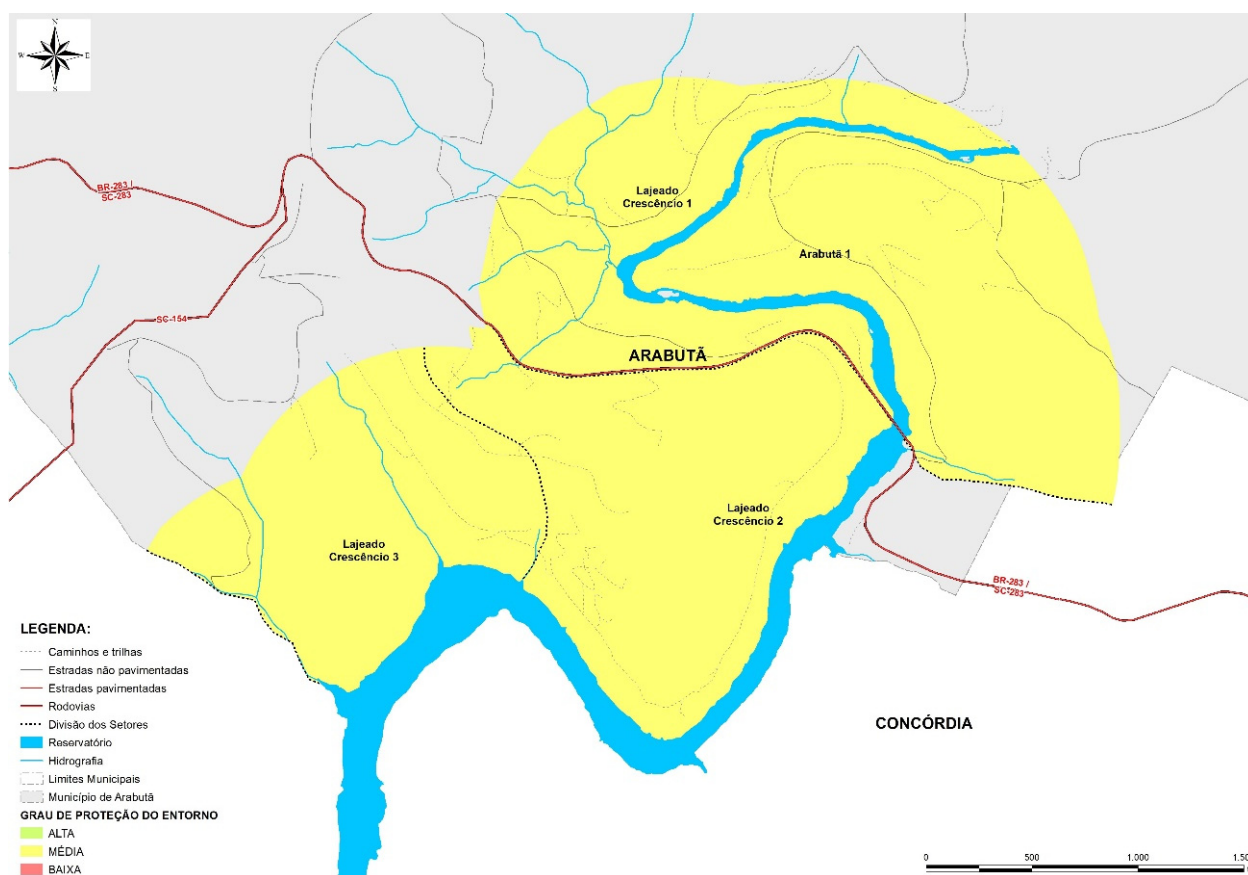 N
W E
S
BR-283 /
SC-283
SC-154
Lajeado
Crescêncio 1
Arabutã 1
ARABUTÃ
Lajeado
Crescêncio 2
Lajeado
Crescêncio 3
BR-283 /
SC-283
CONCÓRDIA
LEGENDA:
Caminhos e trilhas
Estradas não pavimentadas
Estradas pavimentadas
Rodovias
Divisão dos Setores
Reservatório
Hidrografia
Limites Municipais
Município de Arabutã
GRAU DE PROTEÇÃO DO ENTORNO
ALTA
MÉDIA
BAIXA
0 500 1.000